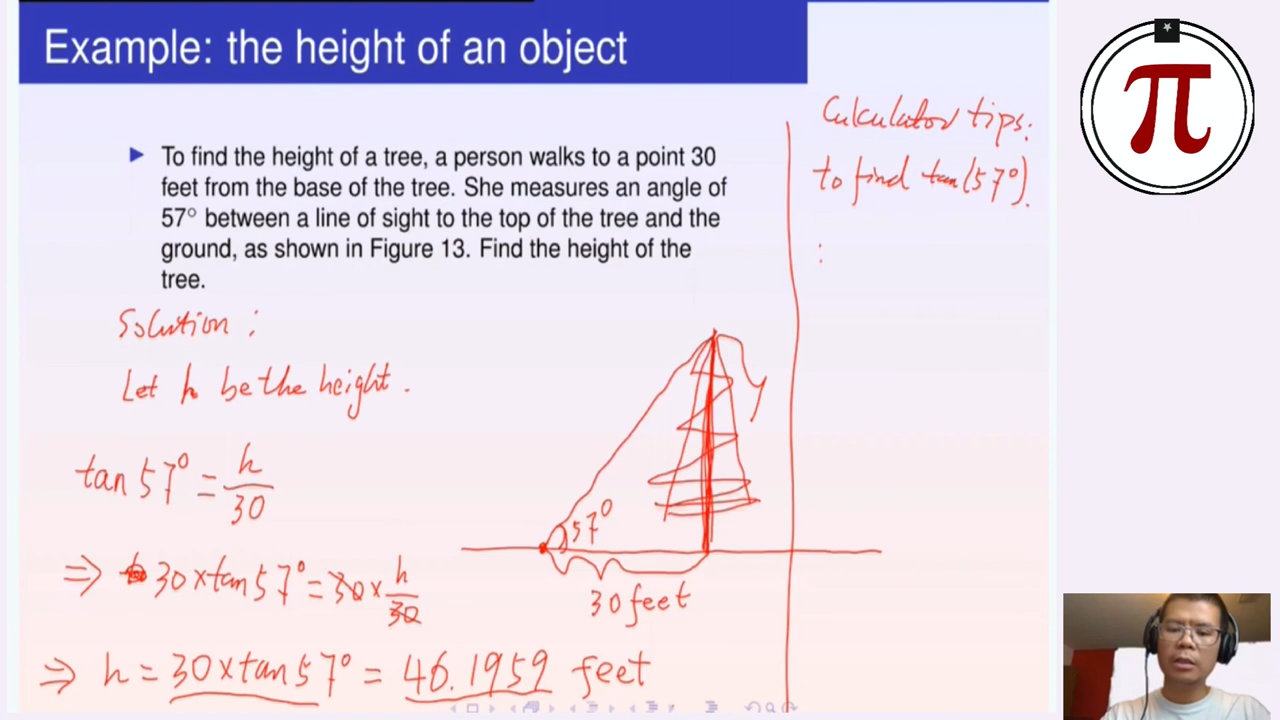 Example: the height of an object
To find the height of a tree, a person walks to a point 30
feet from the base of the tree. She measures an angle of
57° between a line of sight to the top of the tree and the
ground, as shown in Figure 13. Find the height of the
tree.
Solution:
Let h be the height.
tan 57° = h/30
⇒ 30 × tan 57° = 30 × h/30
⇒ h = 30 × tan 57° = 46.1959 feet
57°
30 feet
Calculator tips:
to find tan(57°).
:
π